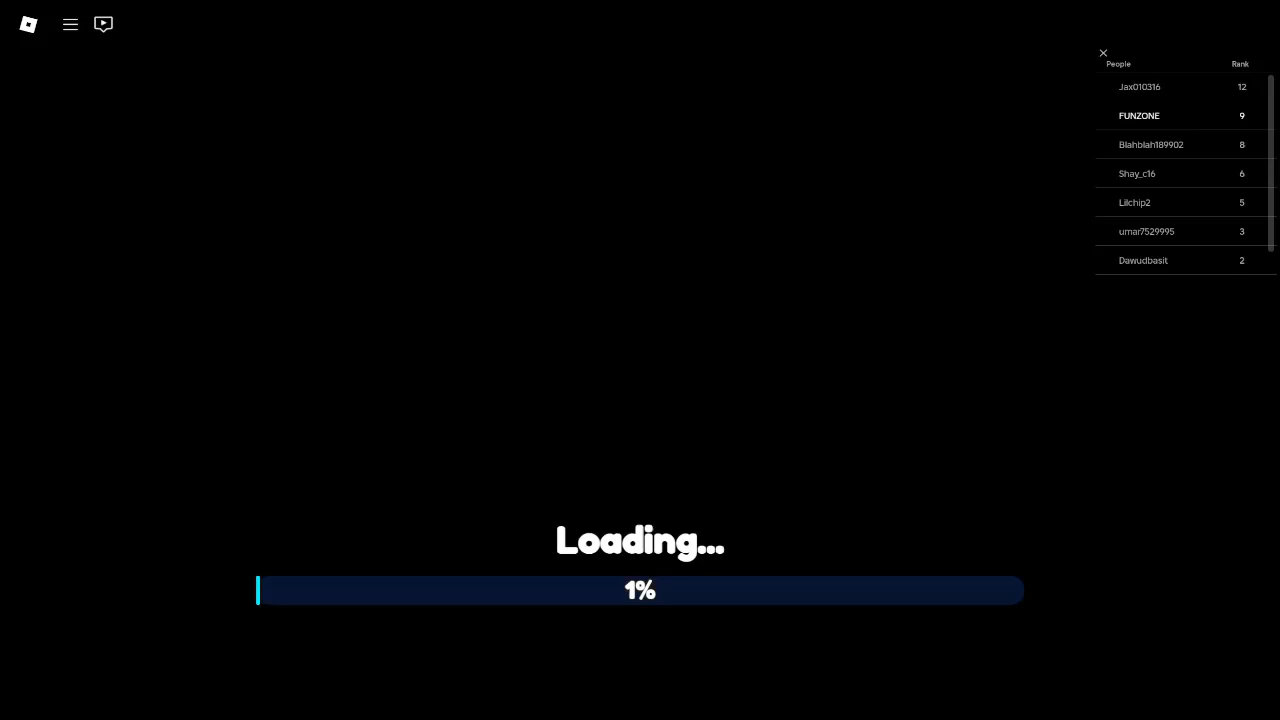 People Rank
Jax010316 12
FUNZONE 9
Blahblah189902 8
Shay_c16 6
Lilchip2 5
umar7529995 3
Dawudbasit 2
Loading...
1%